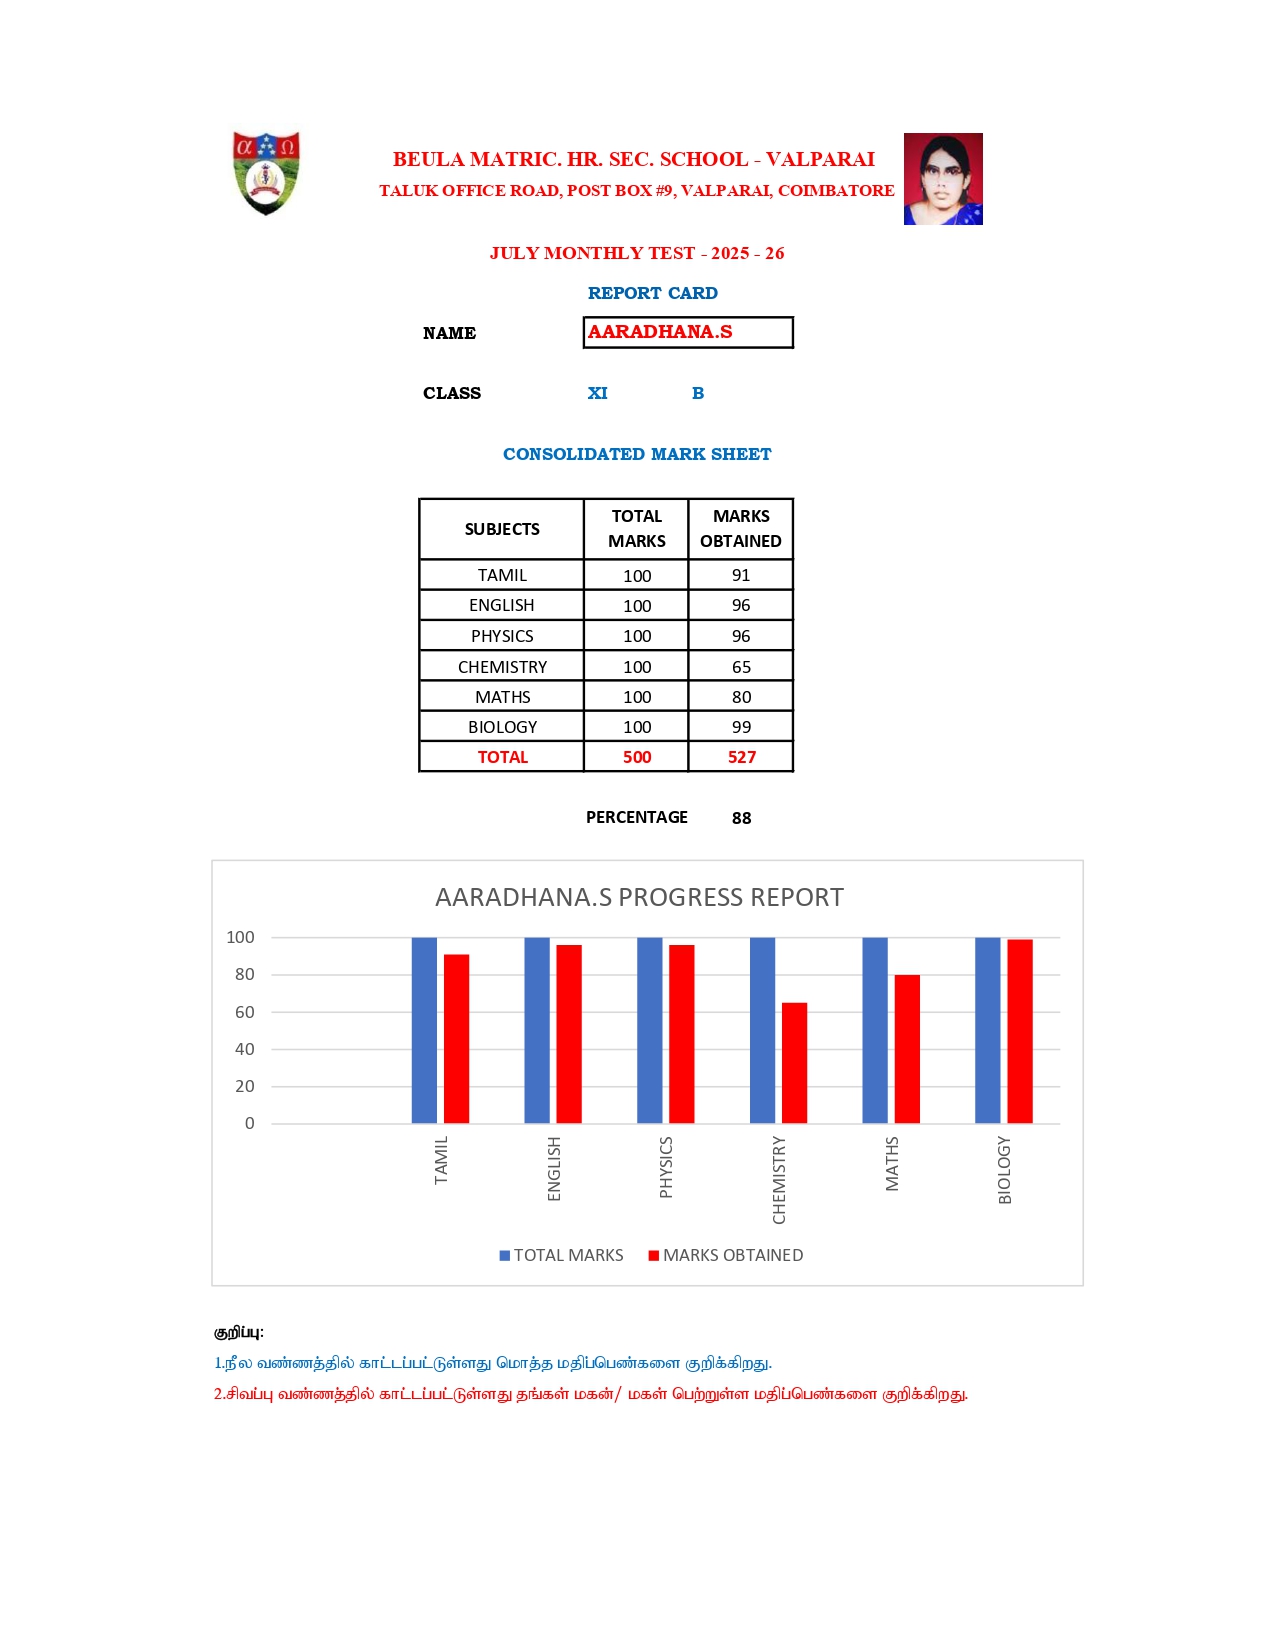 α Ω
BEULA MATRIC. HR. SEC. SCHOOL - VALPARAI
TALUK OFFICE ROAD, POST BOX #9, VALPARAI, COIMBATORE
JULY MONTHLY TEST - 2025 - 26
REPORT CARD
NAME AARADHANA.S
CLASS XI B
CONSOLIDATED MARK SHEET
SUBJECTS TOTAL MARKS MARKS OBTAINED
TAMIL 100 91
ENGLISH 100 96
PHYSICS 100 96
CHEMISTRY 100 65
MATHS 100 80
BIOLOGY 100 99
TOTAL 500 527
PERCENTAGE 88
AARADHANA.S PROGRESS REPORT
100
80
60
40
20
0
TAMIL ENGLISH PHYSICS CHEMISTRY MATHS BIOLOGY
TOTAL MARKS MARKS OBTAINED
குறிப்பு:
1.நீல வண்ணத்தில் காட்டப்பட்டுள்ளது மொத்த மதிப்பெண்களை குறிக்கிறது.
2.சிவப்பு வண்ணத்தில் காட்டப்பட்டுள்ளது தங்கள் மகன்/ மகள் பெற்றுள்ள மதிப்பெண்களை குறிக்கிறது.